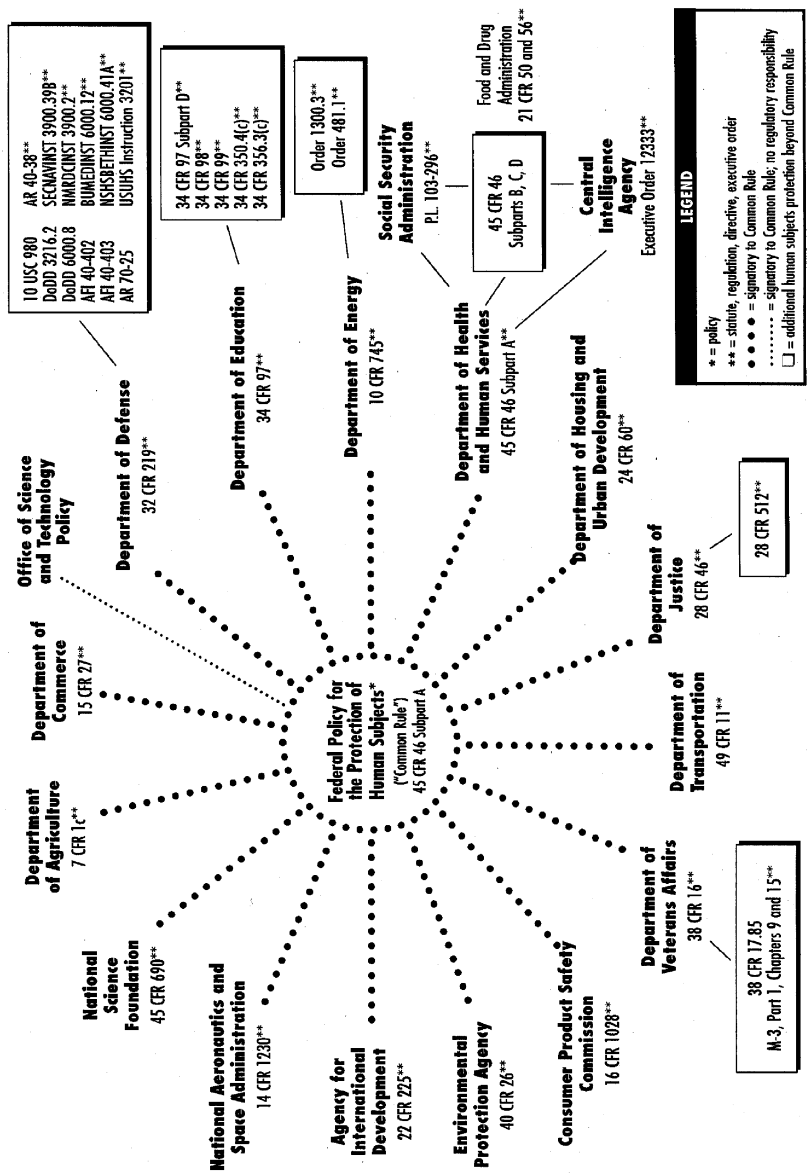 National
Science
Foundation
45 CFR 690**
Department
of Agriculture
7 CFR 1c**
Department of
Commerce
15 CFR 27**
Office of Science
and Technology
Policy
Department of Defense
32 CFR 219**
10 USC 980
DoDD 3216.2
DoDD 6000.8
AFI 40-402
AFI 40-403
AR 70-25
AR 40-38**
SECNAVINST 3900.39B**
NMRDCINST 3900.2**
BUMEDINST 6000.12**
NSHSBETHINST 6000.41A**
USUHS Instruction 3201**
Department of Education
34 CFR 97**
34 CFR 97 Subpart D**
34 CFR 98**
34 CFR 99**
34 CFR 350.4(c)**
34 CFR 356.3(c)**
National Aeronautics and
Space Administration
14 CFR 1230**
Agency for
International
Development
22 CFR 225**
Federal Policy for
the Protection of
Human Subjects*
("Common Rule")
45 CFR 46 Subpart A
Department of Energy
10 CFR 745**
Order 1300.3**
Order 481.1**
Social Security
Administration
P.L. 103-296**
Food and Drug
Administration
21 CFR 50 and 56**
Department of Health
and Human Services
45 CFR 46 Subpart A**
45 CFR 46
Subparts B, C, D
Central
Intelligence
Agency
Executive Order 12333**
Environmental
Protection Agency
40 CFR 26**
Consumer Product Safety
Commission
16 CFR 1028**
Department of
Veterans Affairs
38 CFR 16**
38 CFR 17.85
M-3, Part 1, Chapters 9 and 15**
Department of
Transportation
49 CFR 11**
Department of
Justice
28 CFR 46**
28 CFR 512**
Department of Housing and
Urban Development
24 CFR 60**
LEGEND
* = policy
** = statute, regulation, directive, executive order
• • • • = signatory to Common Rule
········· = signatory to Common Rule; no regulatory responsibility
☐ = additional human subjects protection beyond Common Rule